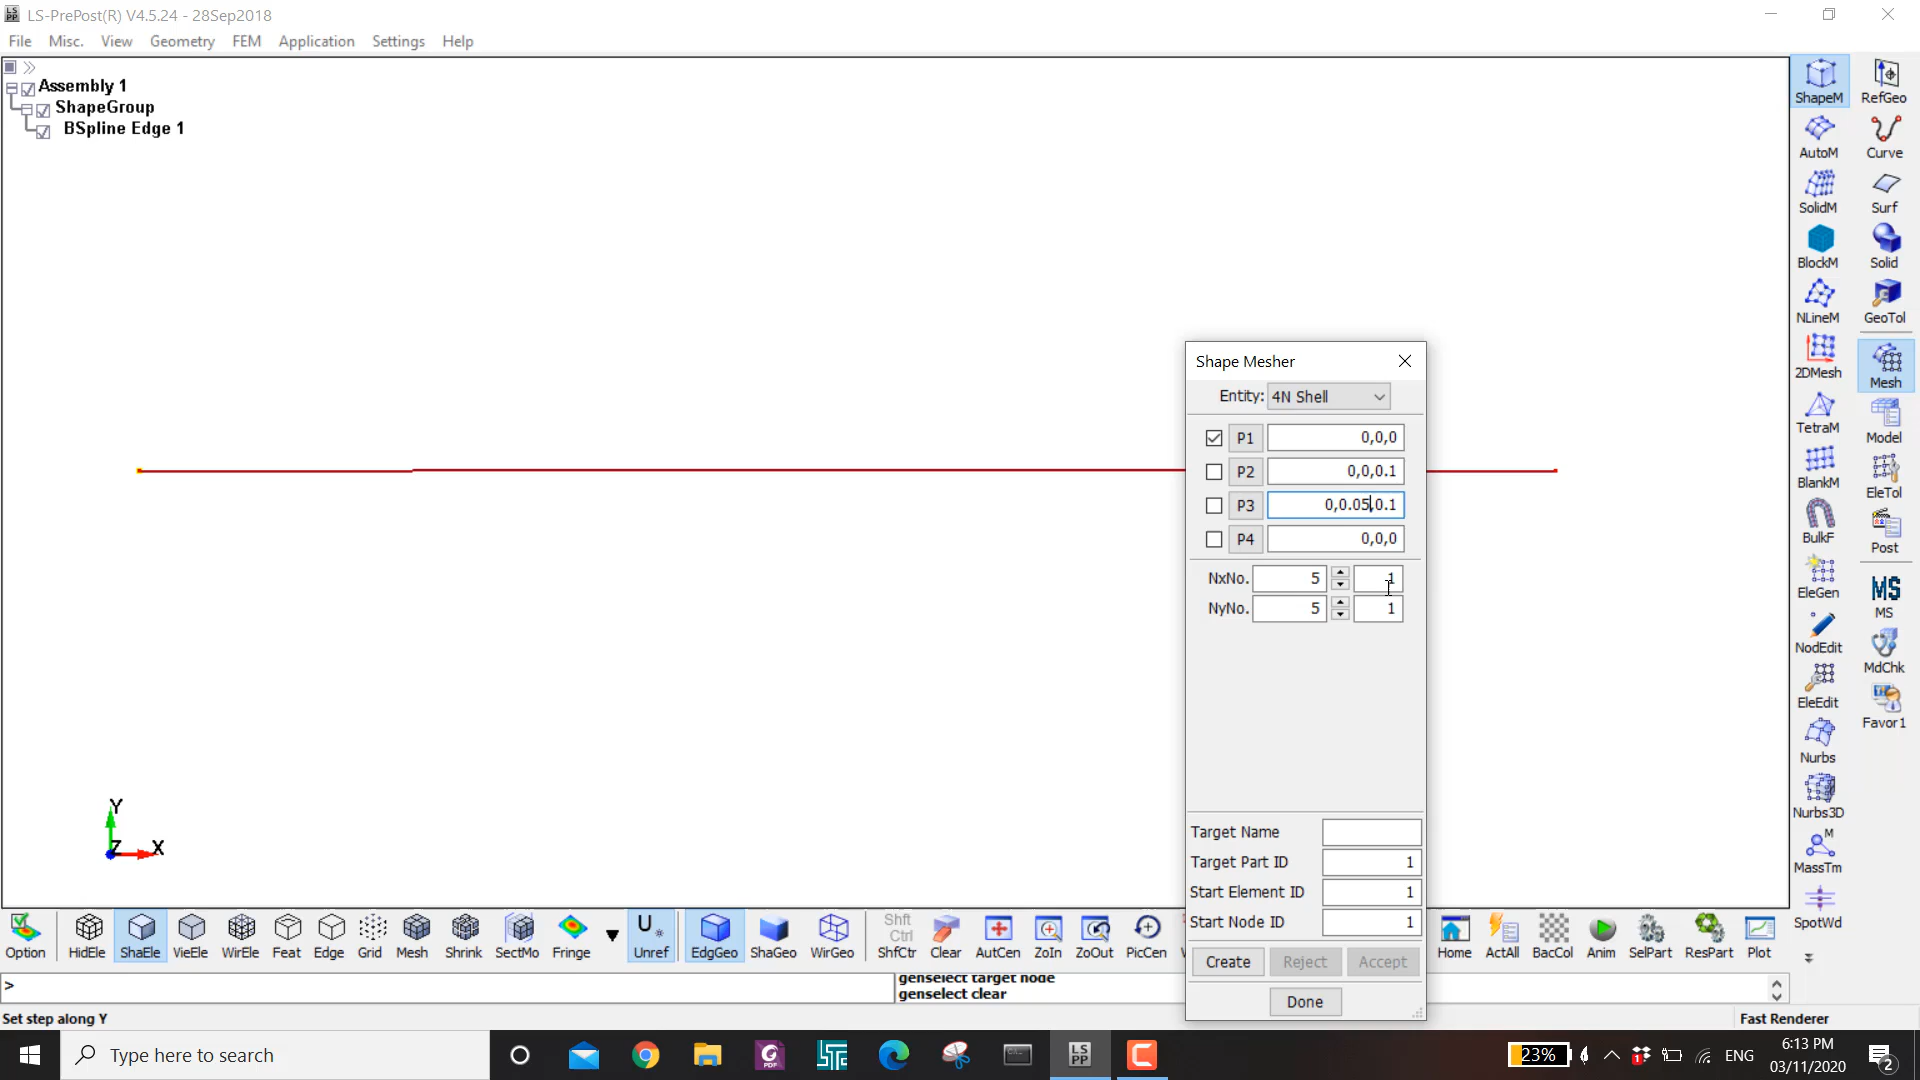 LS-PrePost(R) V4.5.24 - 28Sep2018
File Misc. View Geometry FEM Application Settings Help
Assembly 1
ShapeGroup
BSpline Edge 1
ShapeM RefGeo
AutoM Curve
SolidM Surf
BlockM Solid
NLineM GeoTol
2DMesh Mesh
TetraM Model
BlankM EleTol
BulkF Post
EleGen MS
MS
NodEdit MdChk
EleEdit Favor1
Nurbs
Nurbs3D
M
MassTm
SpotWd
Shape Mesher
Entity: 4N Shell
P1 0,0,0
P2 0,0,0.1
P3 0,0.05,0.1
P4 0,0,0
NxNo. 5 1
NyNo. 5 1
Target Name
Target Part ID 1
Start Element ID 1
Start Node ID 1
Create Reject Accept
Done
Y
Z X
Option HidEle ShaEle VieEle WirEle Feat Edge Grid Mesh Shrink SectMo Fringe U Unref EdgGeo ShaGeo WirGeo Shft Ctrl ShfCtr Clear AutCen ZoIn ZoOut PicCen Home ActAll BacCol Anim SelPart ResPart Plot
>
genselect target node
genselect clear
Set step along Y
Fast Renderer
Type here to search
LS PP
23%
ENG
6:13 PM
03/11/2020
2